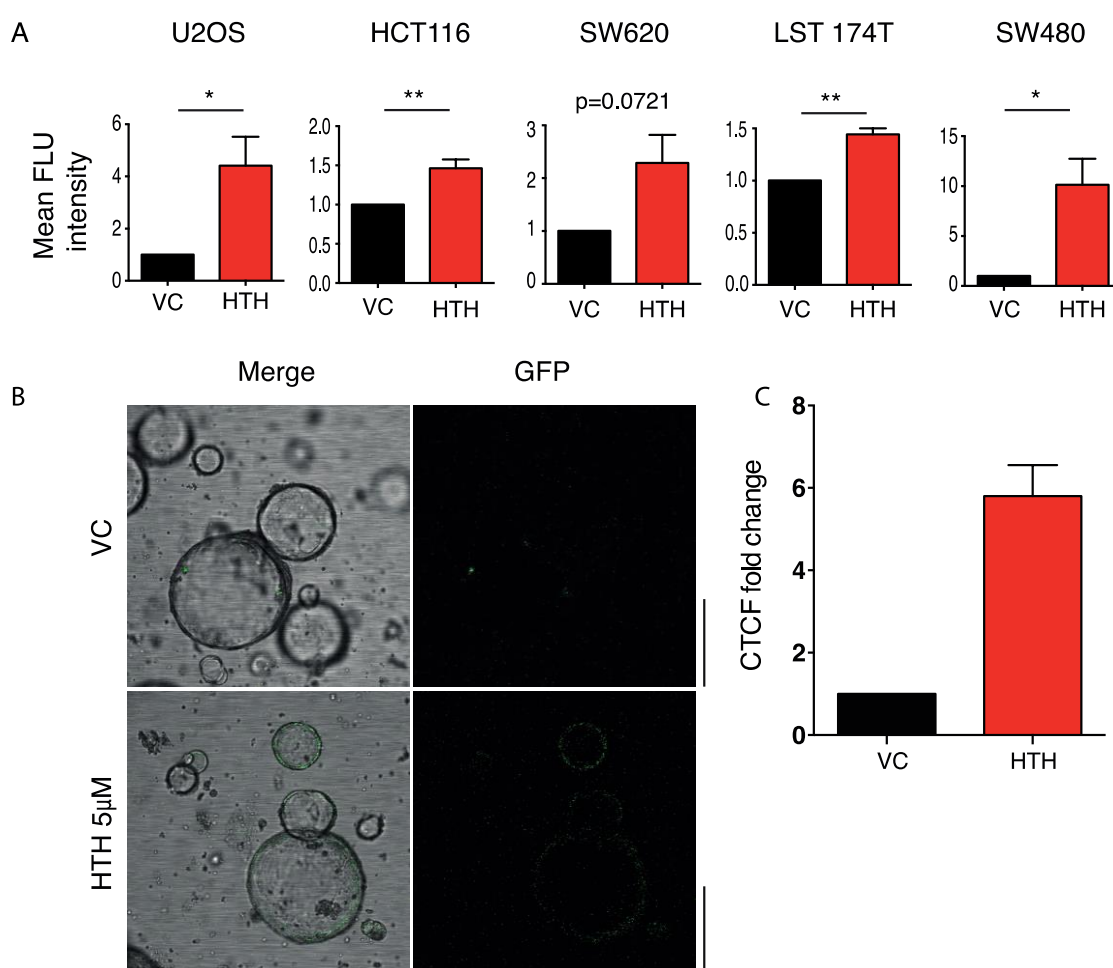 A
U2OS
HCT116
SW620
LST 174T
SW480
*
**
p=0.0721
**
*
Mean FLU
intensity
6
4
2
0
VC
HTH
2.0
1.5
1.0
0.5
0.0
VC
HTH
3
2
1
0
VC
HTH
1.5
1.0
0.5
0.0
VC
HTH
15
10
5
0
VC
HTH
B
Merge
GFP
VC
HTH 5µM
C
CTCF fold change
8
6
4
2
0
VC
HTH